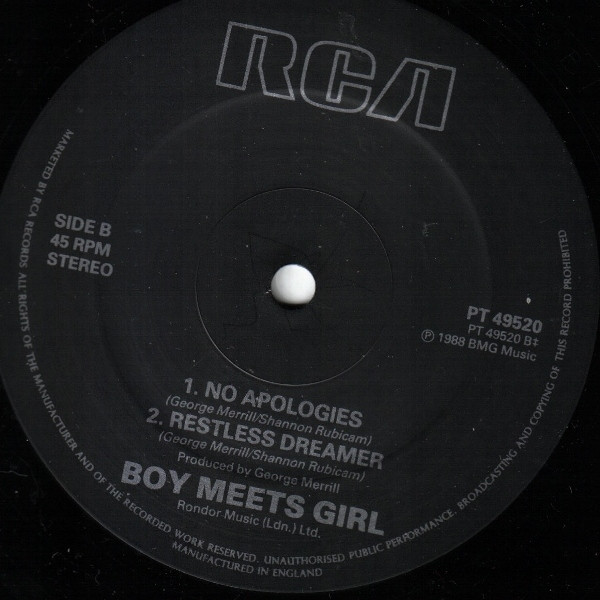 RCA
SIDE B
45 RPM
STEREO
PT 49520
PT 49520 B‡
℗ 1988 BMG Music
1. NO APOLOGIES
(George Merrill/Shannon Rubicam)
2. RESTLESS DREAMER
(George Merrill/Shannon Rubicam)
Produced by George Merrill
BOY MEETS GIRL
Rondor Music (Ldn.) Ltd.
MARKETED BY RCA RECORDS. ALL RIGHTS OF THE MANUFACTURER AND OF THE RECORDED WORK RESERVED. UNAUTHORISED PUBLIC PERFORMANCE, BROADCASTING AND COPYING OF THIS RECORD PROHIBITED
MANUFACTURED IN ENGLAND